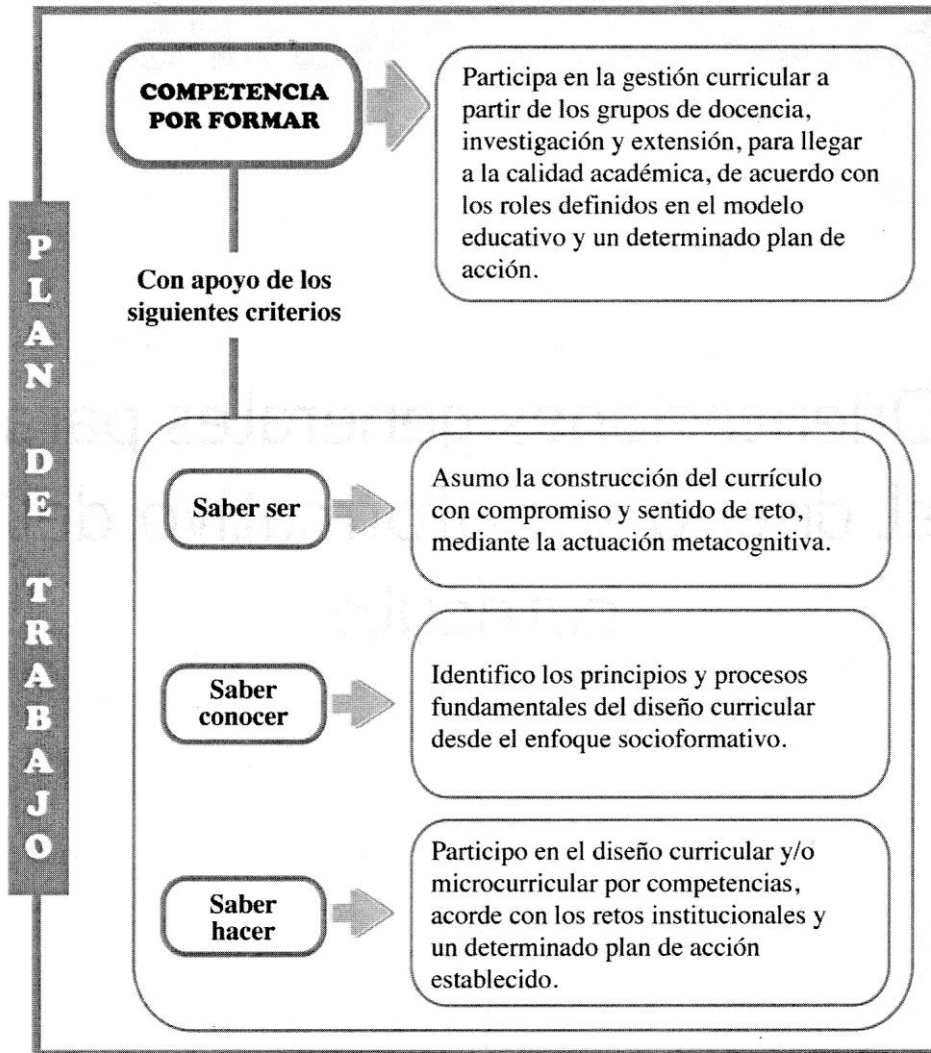 COMPETENCIA
POR FORMAR
Participa en la gestión curricular a
partir de los grupos de docencia,
investigación y extensión, para llegar
a la calidad académica, de acuerdo con
los roles definidos en el modelo
educativo y un determinado plan de
acción.
PLAN DE TRABAJO
Con apoyo de los
siguientes criterios
Saber ser
Asumo la construcción del currículo
con compromiso y sentido de reto,
mediante la actuación metacognitiva.
Saber
conocer
Identifico los principios y procesos
fundamentales del diseño curricular
desde el enfoque socioformativo.
Saber
hacer
Participo en el diseño curricular y/o
microcurricular por competencias,
acorde con los retos institucionales y
un determinado plan de acción
establecido.